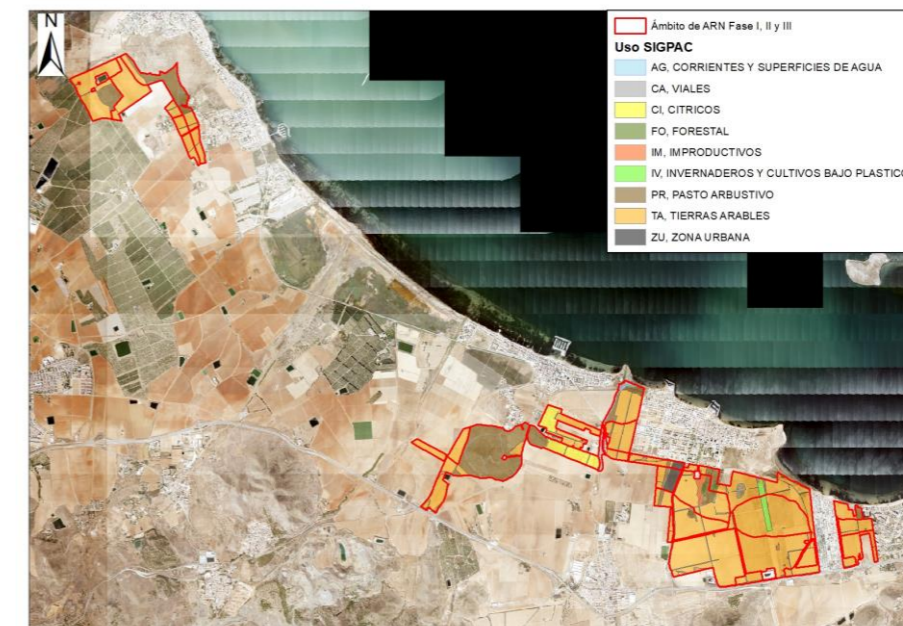 N
Ámbito de ARN Fase I, II y III
Uso SIGPAC
AG, CORRIENTES Y SUPERFICIES DE AGUA
CA, VIALES
CI, CITRICOS
FO, FORESTAL
IM, IMPRODUCTIVOS
IV, INVERNADEROS Y CULTIVOS BAJO PLASTICO
PR, PASTO ARBUSTIVO
TA, TIERRAS ARABLES
ZU, ZONA URBANA